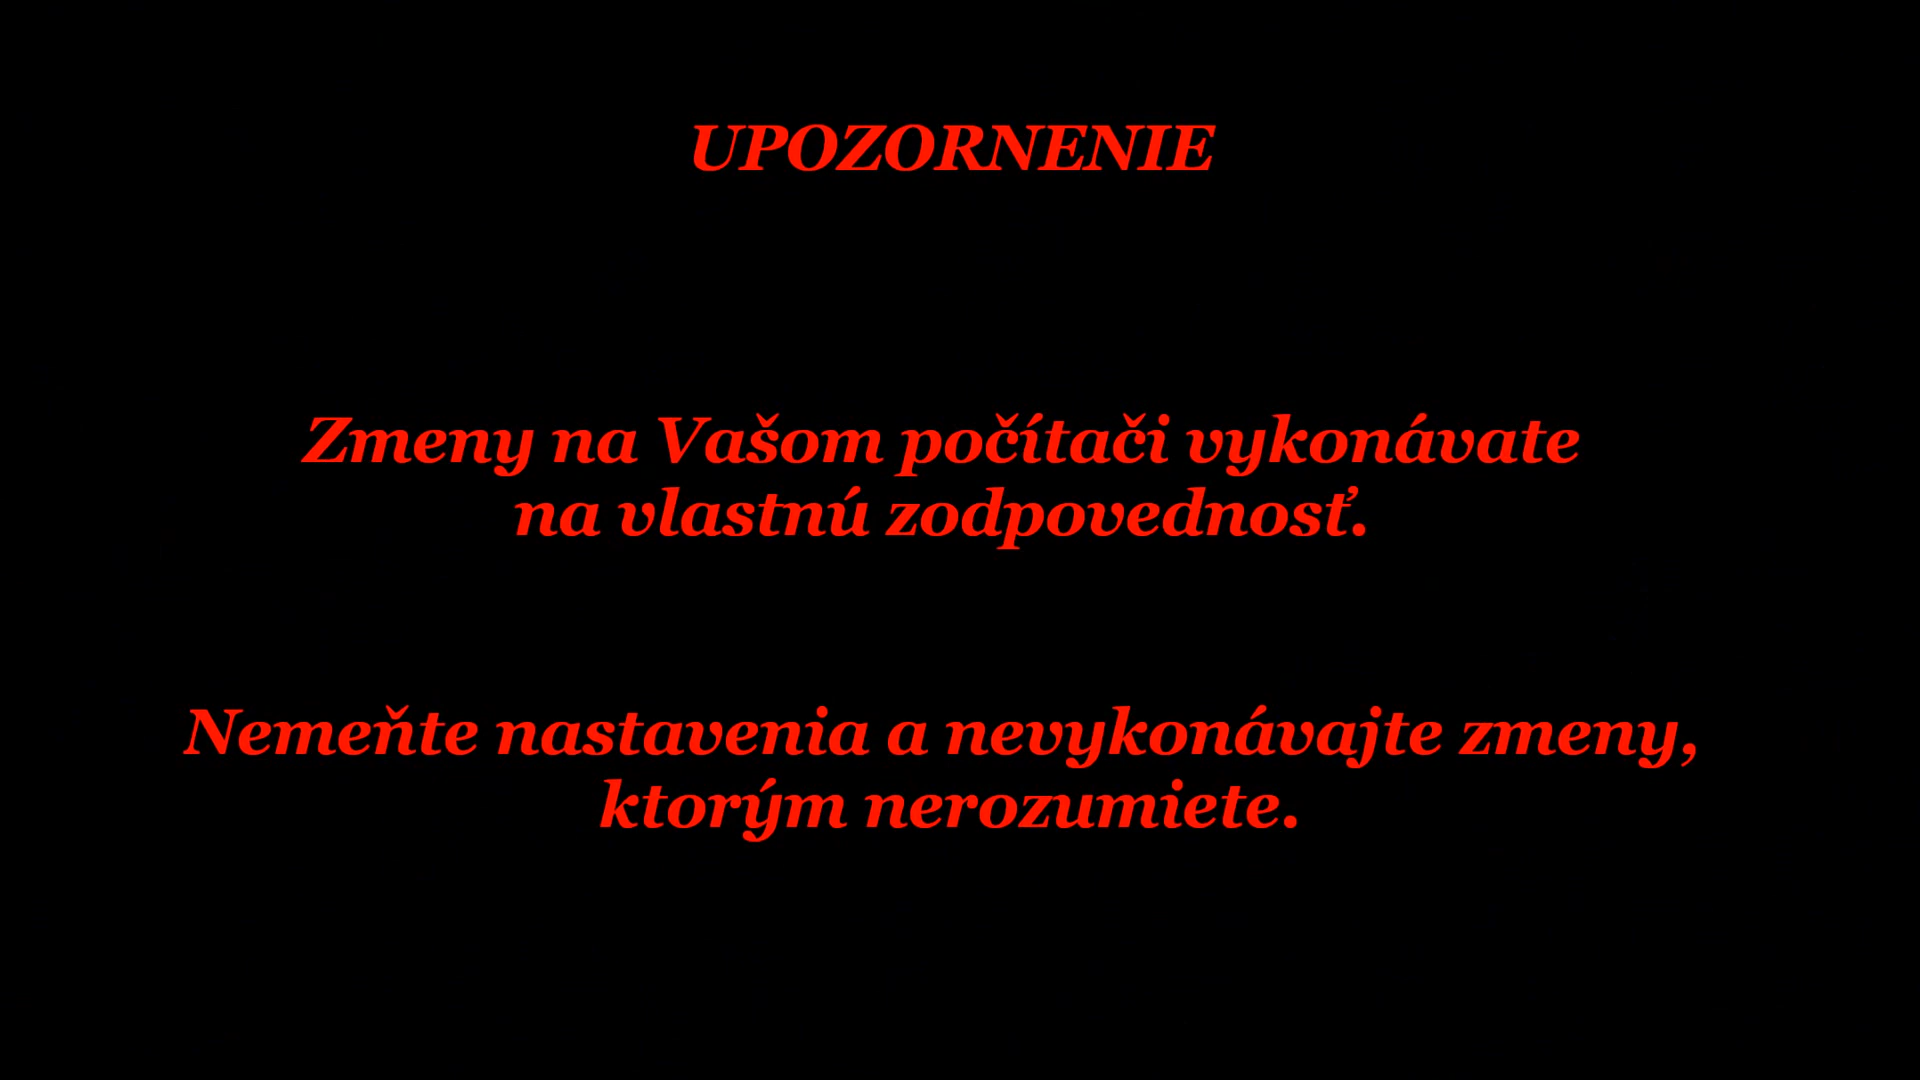 UPOZORNENIE
Zmeny na Vašom počítači vykonávate
na vlastnú zodpovednosť.
Nemeňte nastavenia a nevykonávajte zmeny,
ktorým nerozumiete.